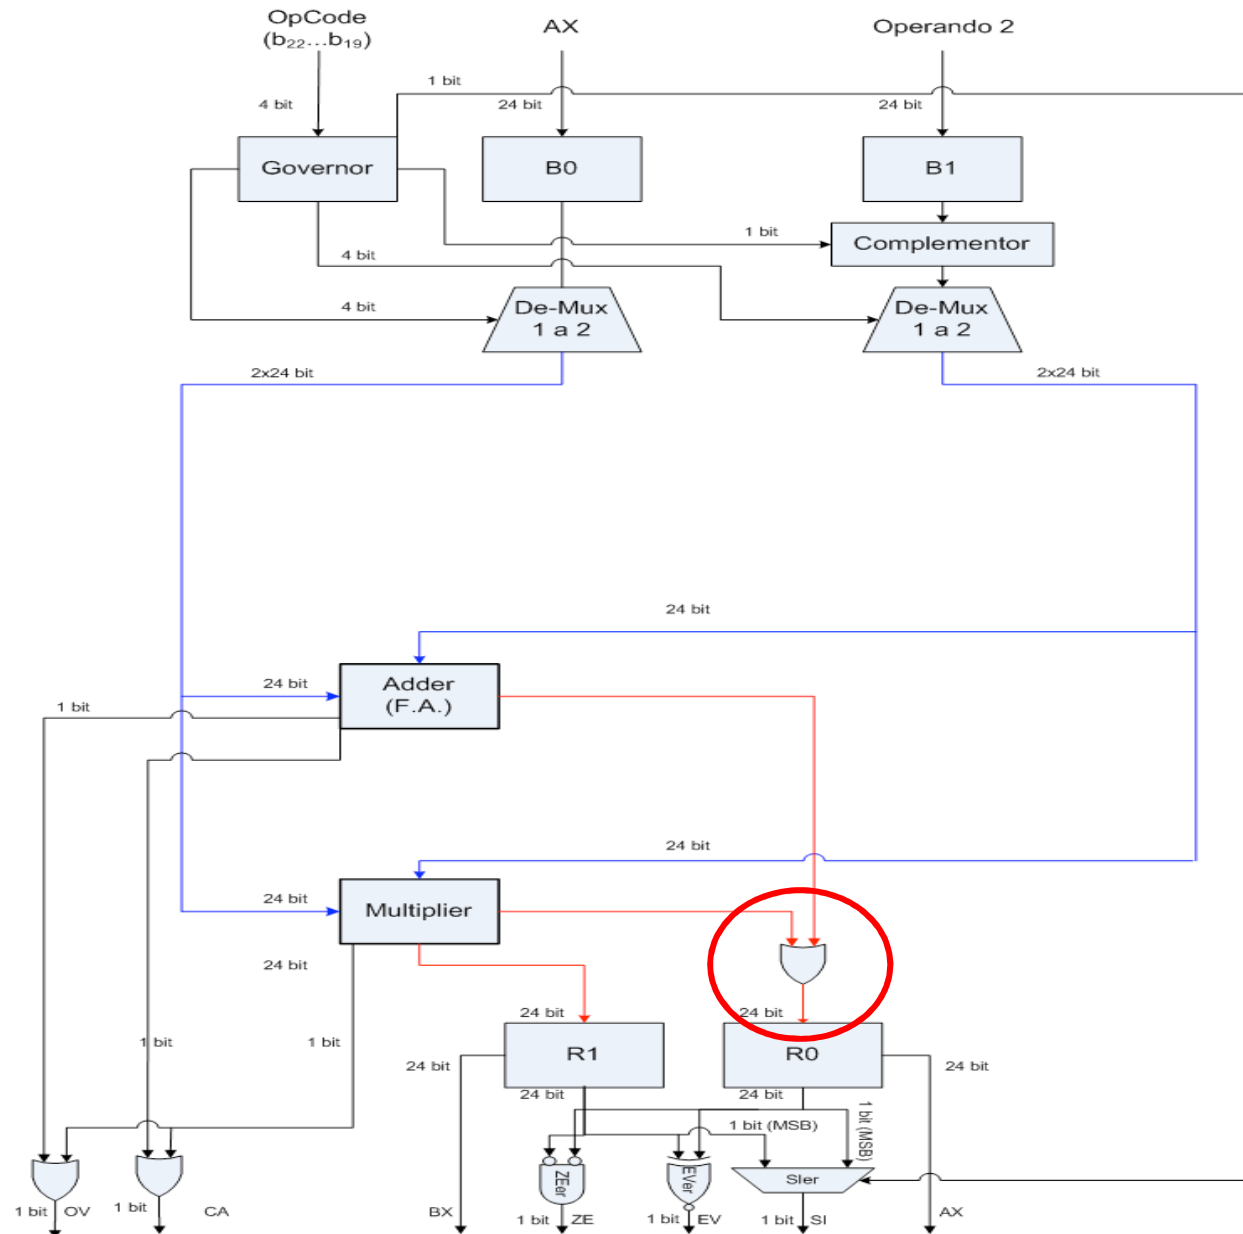 OpCode
(b22...b19)
AX
Operando 2
1 bit
4 bit
24 bit
24 bit
Governor
B0
B1
1 bit
Complementor
4 bit
4 bit
De-Mux
1 a 2
De-Mux
1 a 2
2x24 bit
2x24 bit
24 bit
24 bit
Adder
(F.A.)
1 bit
24 bit
24 bit
Multiplier
24 bit
24 bit
24 bit
R1
R0
1 bit
1 bit
24 bit
24 bit
24 bit
24 bit
1 bit (MSB)
1 bit (MSB)
ZEer
EVer
SIer
1 bit
OV
1 bit
CA
BX
1 bit
ZE
1 bit
EV
1 bit
SI
AX